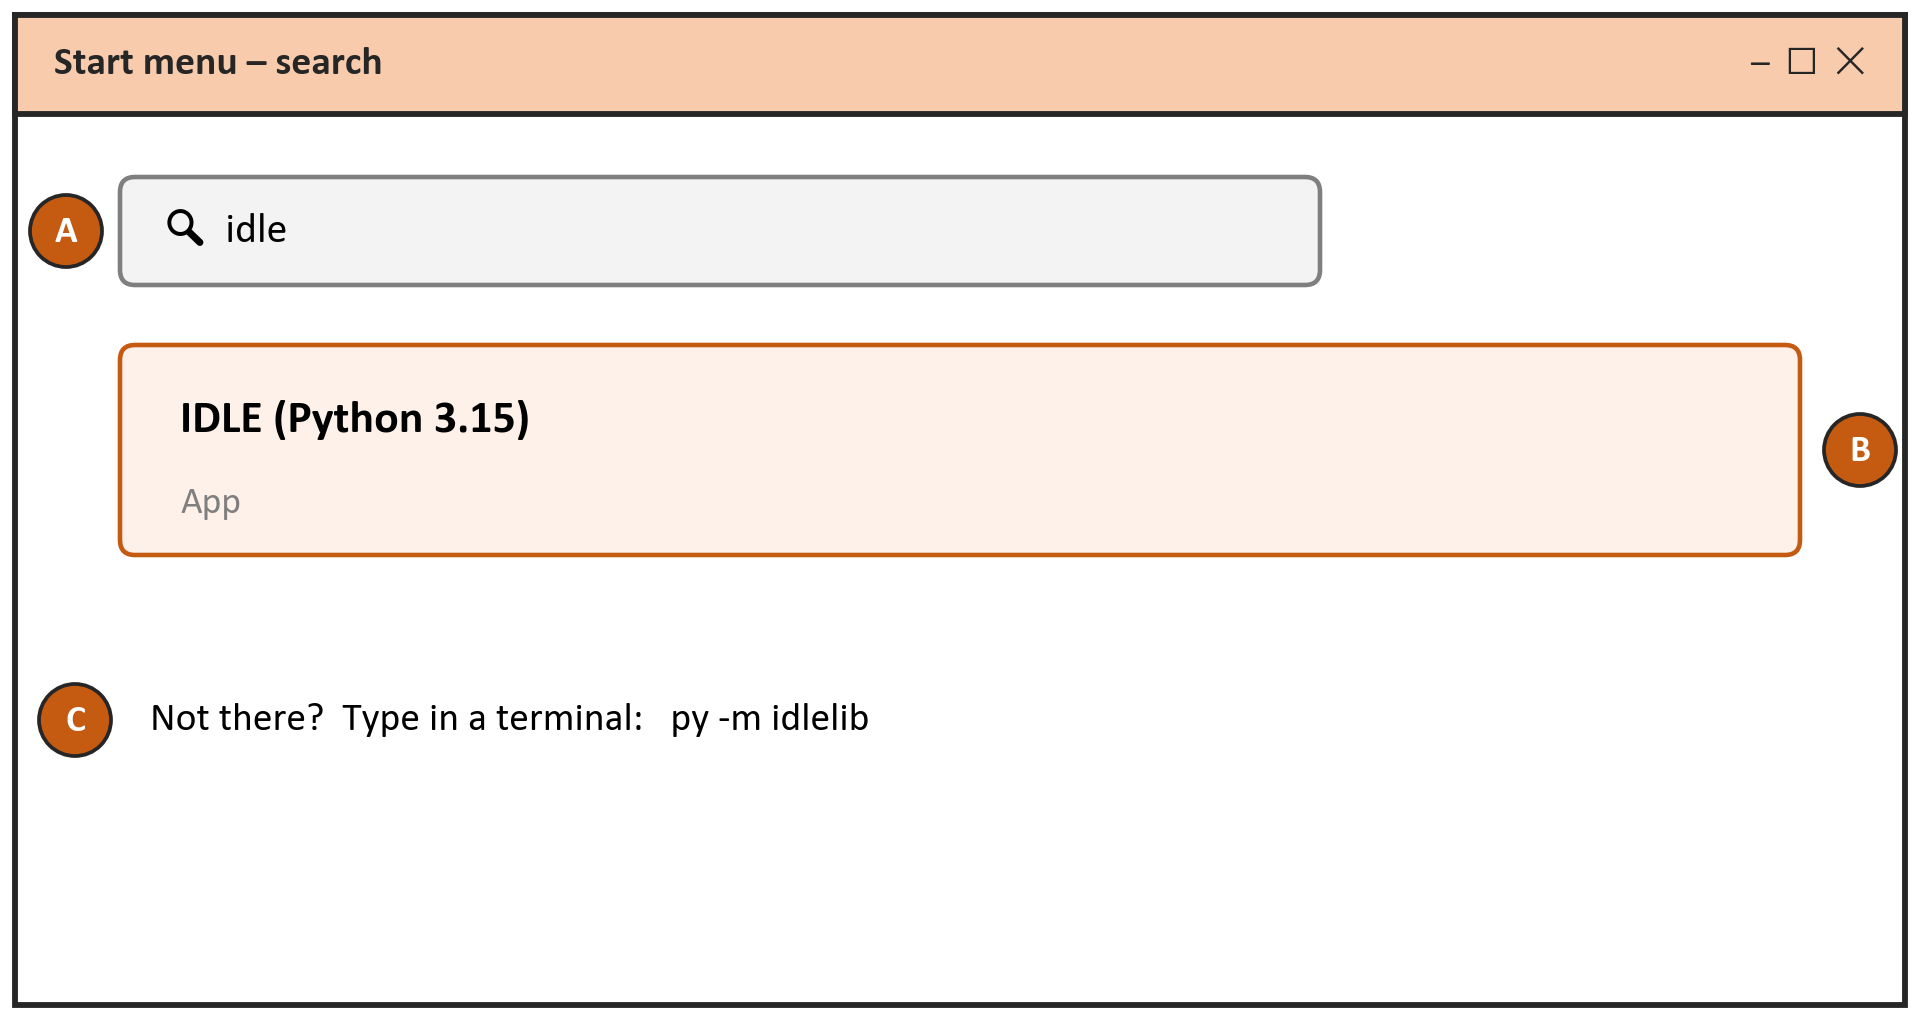 Start menu – search
A
idle
IDLE (Python 3.15)
App
B
C
Not there?  Type in a terminal:   py -m idlelib